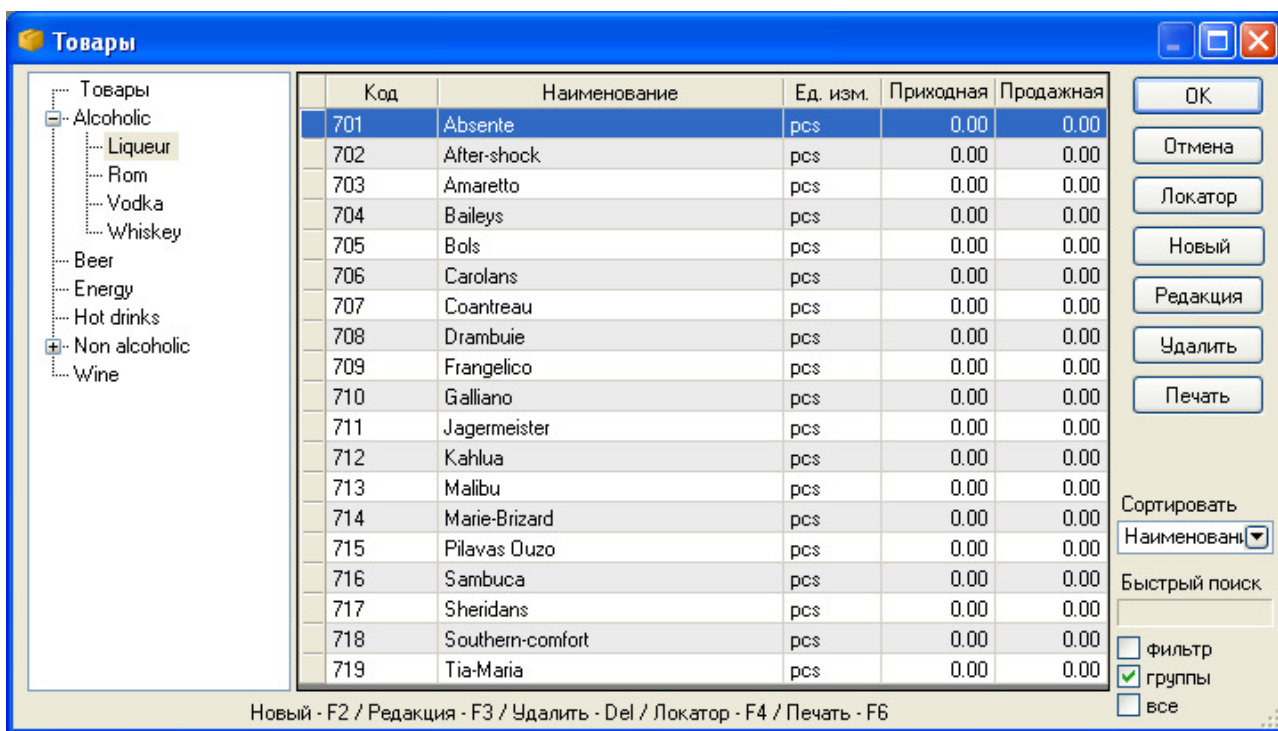 Товары
Товары
Alcoholic
Liqueur
Rom
Vodka
Whiskey
Beer
Energy
Hot drinks
Non alcoholic
Wine
Код Наименование Ед. изм. Приходная Продажная
701 Absente pcs 0.00 0.00
702 After-shock pcs 0.00 0.00
703 Amaretto pcs 0.00 0.00
704 Baileys pcs 0.00 0.00
705 Bols pcs 0.00 0.00
706 Carolans pcs 0.00 0.00
707 Coantreau pcs 0.00 0.00
708 Drambuie pcs 0.00 0.00
709 Frangelico pcs 0.00 0.00
710 Galliano pcs 0.00 0.00
711 Jagermeister pcs 0.00 0.00
712 Kahlua pcs 0.00 0.00
713 Malibu pcs 0.00 0.00
714 Marie-Brizard pcs 0.00 0.00
715 Pilavas Ouzo pcs 0.00 0.00
716 Sambuca pcs 0.00 0.00
717 Sheridans pcs 0.00 0.00
718 Southern-comfort pcs 0.00 0.00
719 Tia-Maria pcs 0.00 0.00
OK
Отмена
Локатор
Новый
Редакция
Удалить
Печать
Сортировать
Наименовани
Быстрый поиск
фильтр
группы
все
Новый - F2 / Редакция - F3 / Удалить - Del / Локатор - F4 / Печать - F6